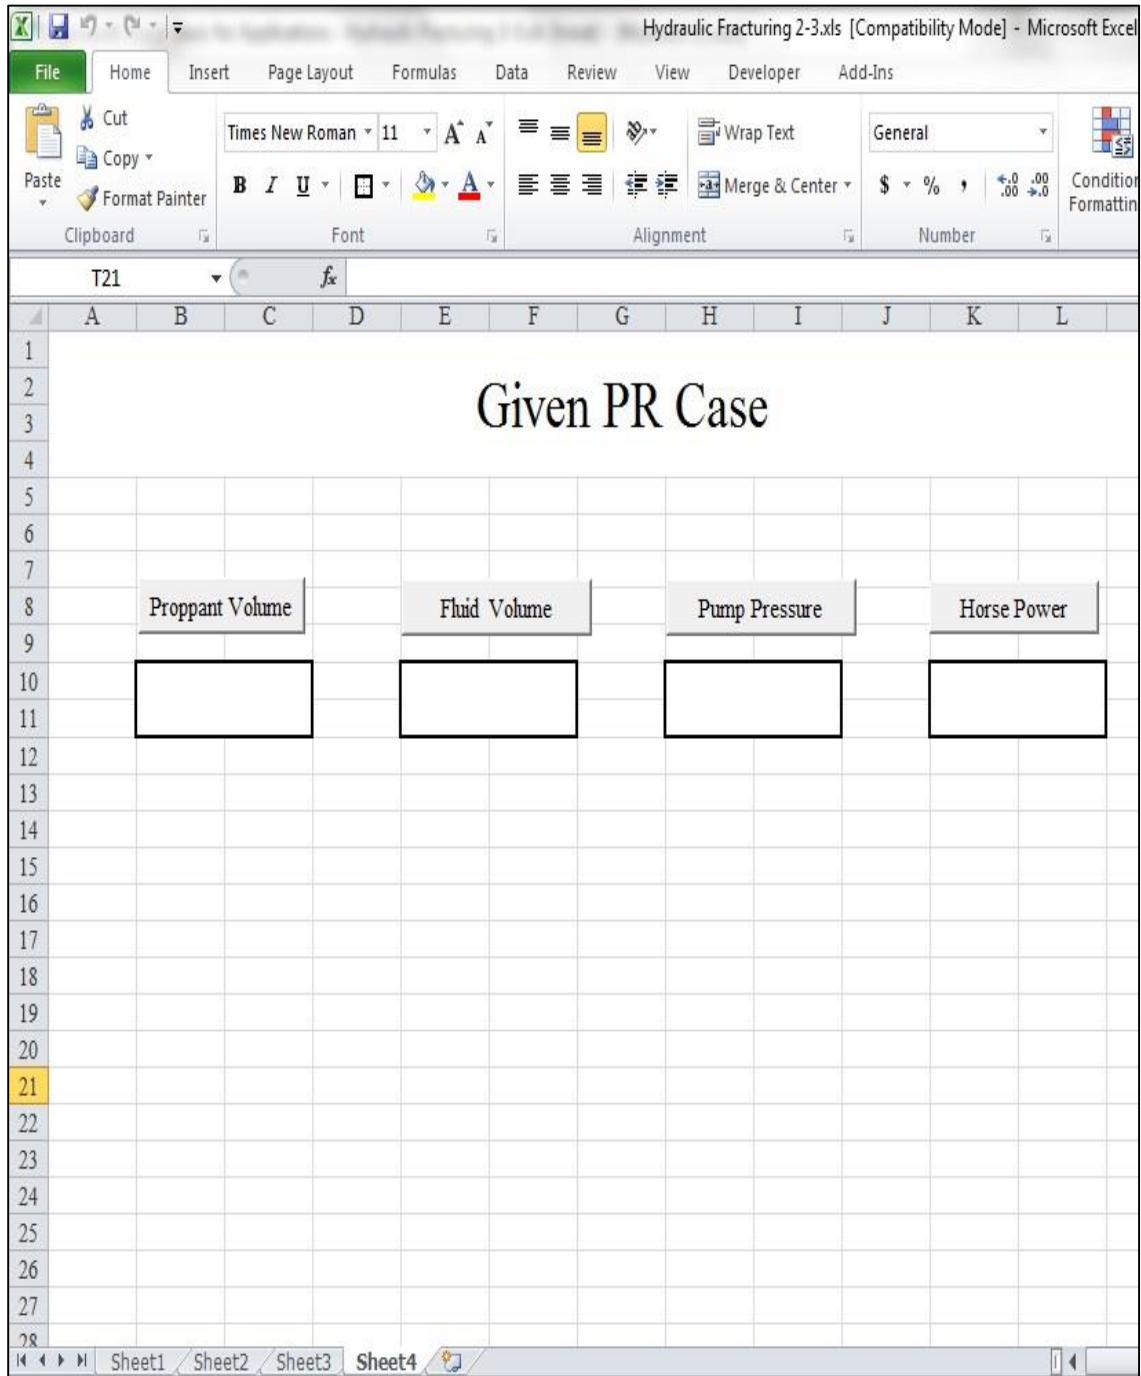 Hydraulic Fracturing 2-3.xls [Compatibility Mode] - Microsoft Excel
File Home Insert Page Layout Formulas Data Review View Developer Add-Ins
Cut
Copy
Format Painter
Paste
Times New Roman 11
Wrap Text
Merge & Center
General
$ % , .0 .00 .00 .0
Condition
Formattin
Clipboard Font Alignment Number
T21 fx
A B C D E F G H I J K L
1
2
Given PR Case
3
4
5
6
7
8
Proppant Volume Fluid Volume Pump Pressure Horse Power
9
10
11
12
13
14
15
16
17
18
19
20
21
22
23
24
25
26
27
28
Sheet1 Sheet2 Sheet3 Sheet4